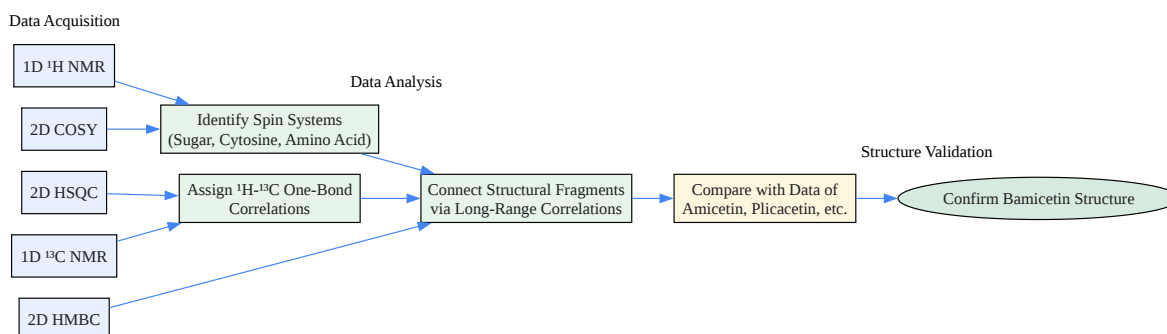 Data Acquisition
1D ¹H NMR
2D COSY
2D HSQC
1D ¹³C NMR
2D HMBC
Data Analysis
Identify Spin Systems
(Sugar, Cytosine, Amino Acid)
Assign ¹H-¹³C One-Bond
Correlations
Connect Structural Fragments
via Long-Range Correlations
Compare with Data of
Amicetin, Plicacetin, etc.
Structure Validation
Confirm Bamicetin Structure